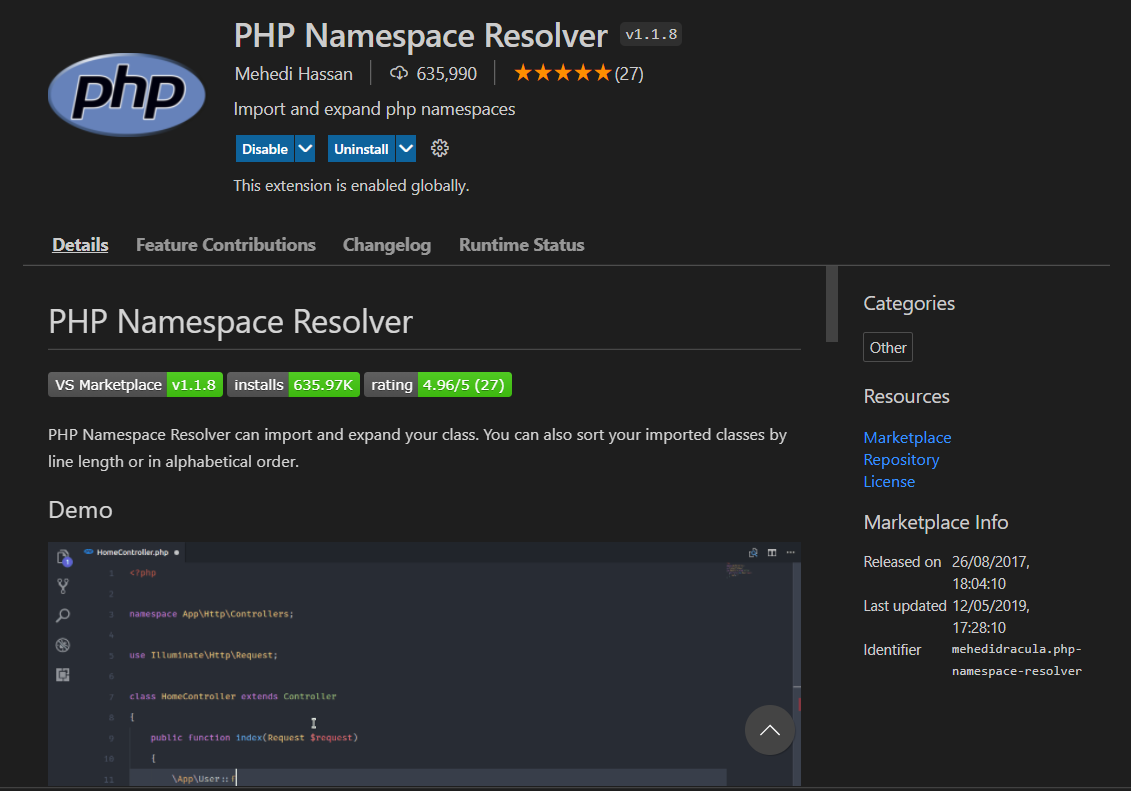 php
PHP Namespace Resolver v1.1.8
Mehedi Hassan 635,990 (27)
Import and expand php namespaces
Disable Uninstall
This extension is enabled globally.
Details Feature Contributions Changelog Runtime Status
PHP Namespace Resolver
VS Marketplace v1.1.8 installs 635.97K rating 4.96/5 (27)
PHP Namespace Resolver can import and expand your class. You can also sort your imported classes by
line length or in alphabetical order.
Demo
HomeController.php
1
1 <?php
2
3 namespace App\Http\Controllers;
4
5 use Illuminate\Http\Request;
6
7 class HomeController extends Controller
8 {
9 public function index(Request $request)
10 {
11 \App\User::f
Categories
Other
Resources
Marketplace
Repository
License
Marketplace Info
Released on 26/08/2017,
18:04:10
Last updated 12/05/2019,
17:28:10
Identifier mehedidracula.php-
namespace-resolver